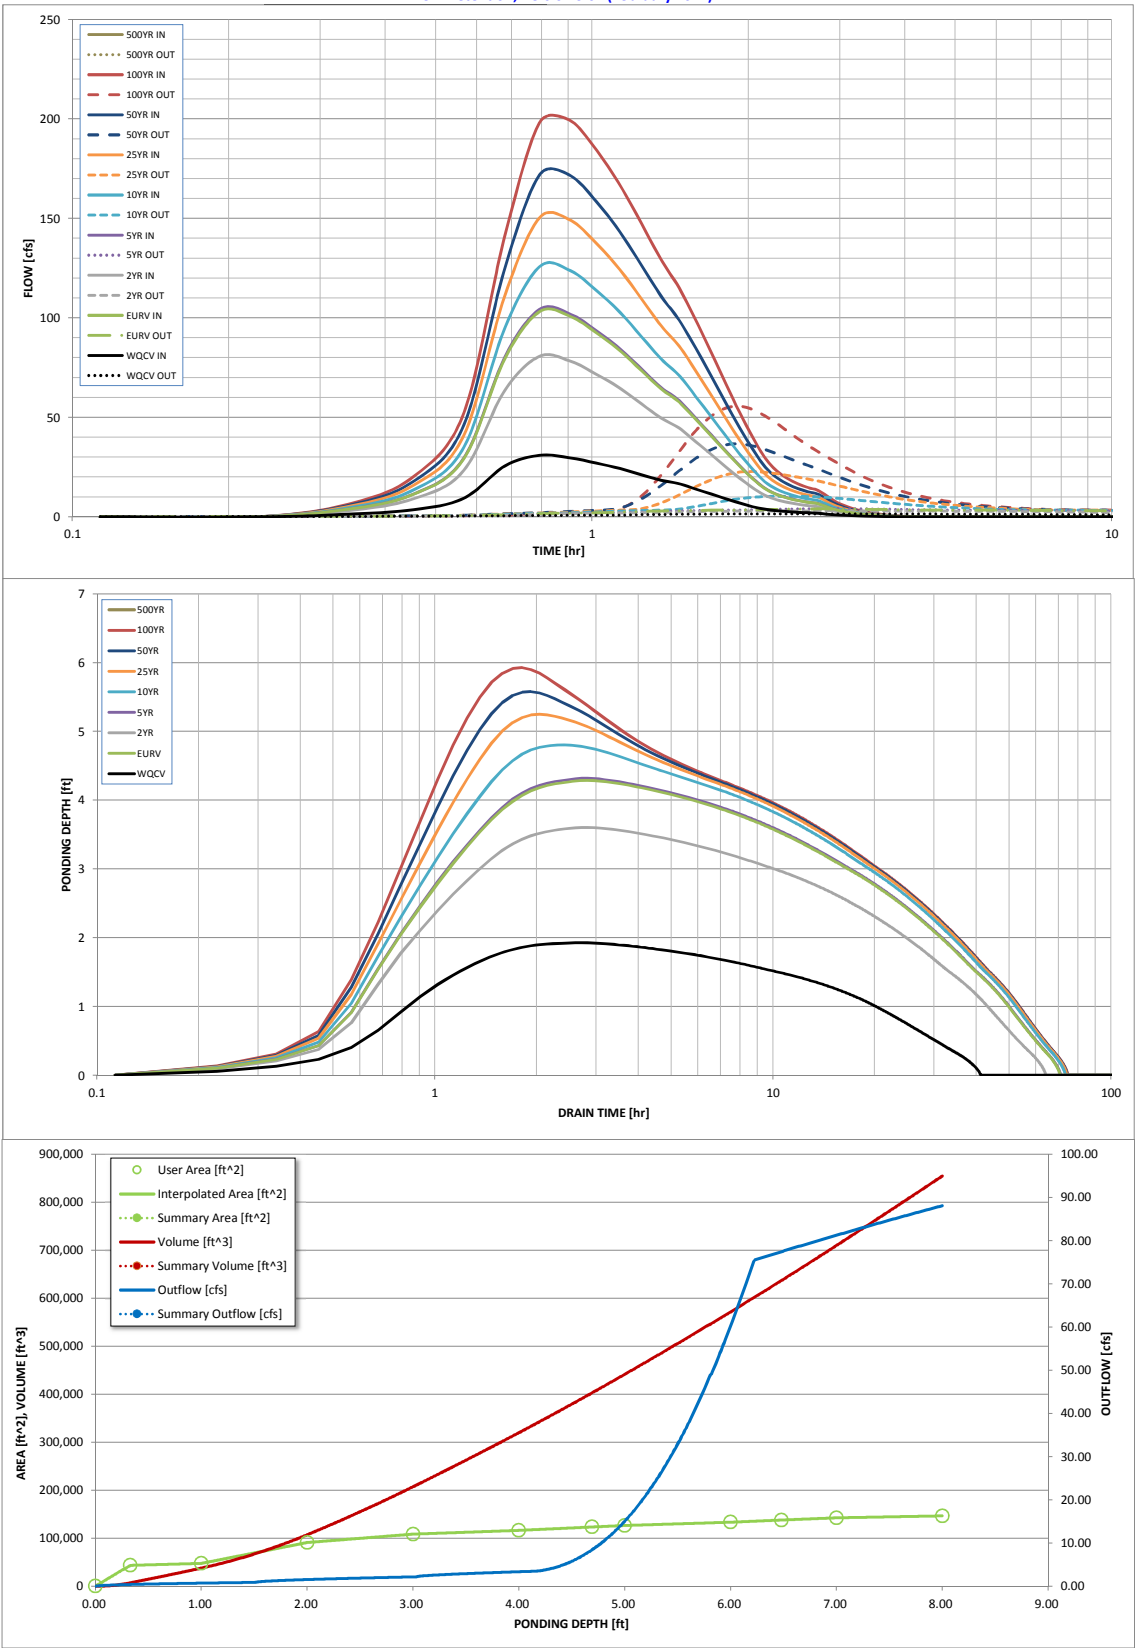 250
200
150
100
50
0
FLOW [cfs]
500YR IN
500YR OUT
100YR IN
100YR OUT
50YR IN
50YR OUT
25YR IN
25YR OUT
10YR IN
10YR OUT
5YR IN
5YR OUT
2YR IN
2YR OUT
EURV IN
EURV OUT
WQCV IN
WQCV OUT
0.1
1
10
TIME [hr]
7
6
5
4
3
2
1
0
PONDING DEPTH [ft]
500YR
100YR
50YR
25YR
10YR
5YR
2YR
EURV
WQCV
0.1
1
10
100
DRAIN TIME [hr]
900,000
800,000
700,000
600,000
500,000
400,000
300,000
200,000
100,000
0
AREA [ft^2], VOLUME [ft^3]
User Area [ft^2]
Interpolated Area [ft^2]
Summary Area [ft^2]
Volume [ft^3]
Summary Volume [ft^3]
Outflow [cfs]
Summary Outflow [cfs]
100.00
90.00
80.00
70.00
60.00
50.00
40.00
30.00
20.00
10.00
0.00
OUTFLOW [cfs]
0.00
1.00
2.00
3.00
4.00
5.00
6.00
7.00
8.00
9.00
PONDING DEPTH [ft]